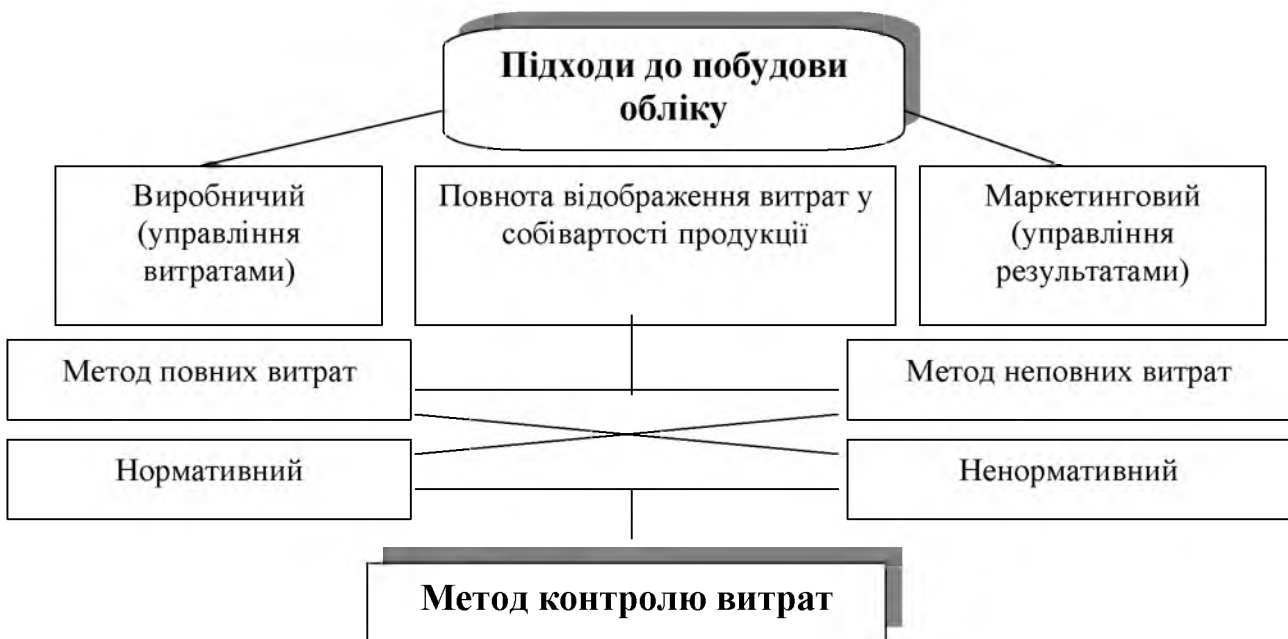 Підходи до побудови
обліку
Виробничий
(управління
витратами)
Повнота відображення витрат у
собівартості продукції
Маркетинговий
(управління
результатами)
Метод повних витрат
Метод неповних витрат
Нормативний
Ненормативний
Метод контролю витрат